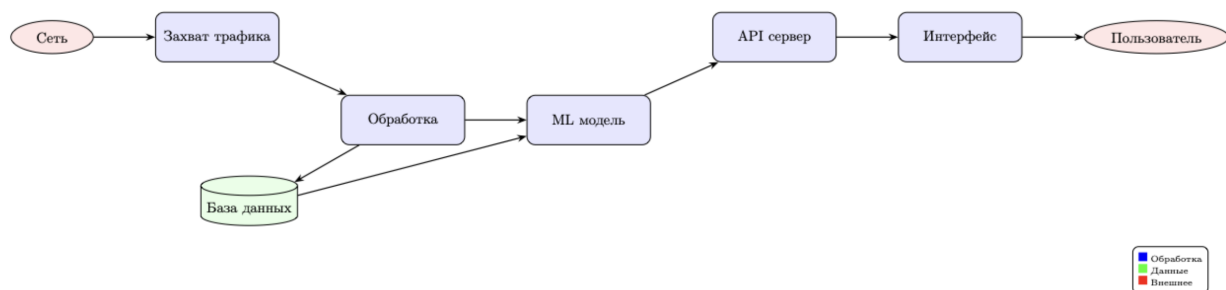 Сеть
Захват трафика
API сервер
Интерфейс
Пользователь
Обработка
ML модель
База данных
Обработка
Данные
Внешнее